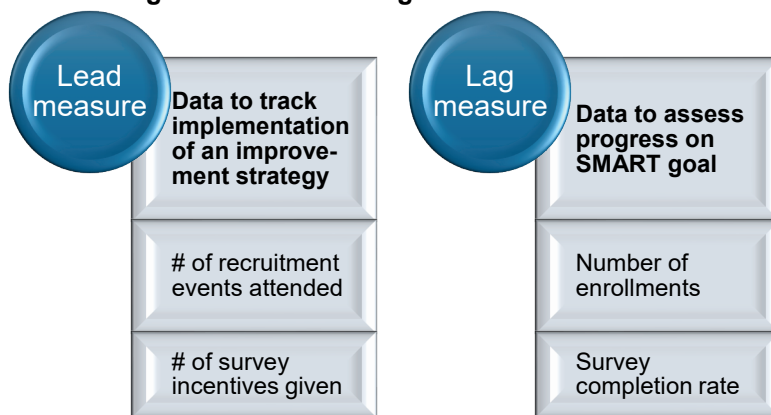 Lead
measure
Data to track
implementation
of an improve-
ment strategy
# of recruitment
events attended
# of survey
incentives given
Lag
measure
Data to assess
progress on
SMART goal
Number of
enrollments
Survey
completion rate